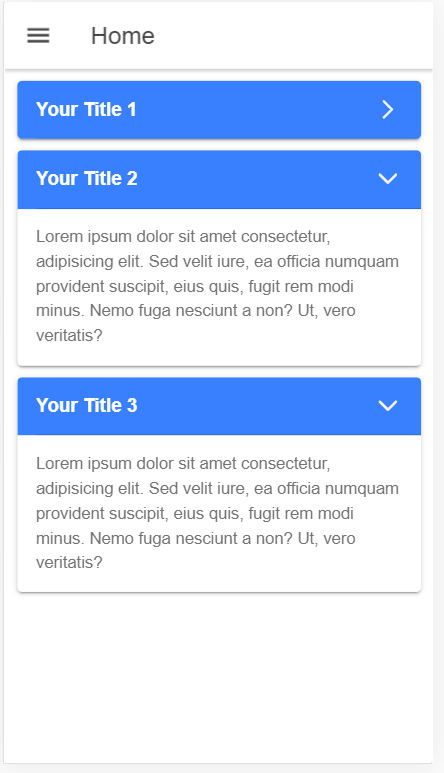 Home
Your Title 1
Your Title 2
Lorem ipsum dolor sit amet consectetur,
adipisicing elit. Sed velit iure, ea officia numquam
provident suscipit, eius quis, fugit rem modi
minus. Nemo fuga nesciunt a non? Ut, vero
veritatis?
Your Title 3
Lorem ipsum dolor sit amet consectetur,
adipisicing elit. Sed velit iure, ea officia numquam
provident suscipit, eius quis, fugit rem modi
minus. Nemo fuga nesciunt a non? Ut, vero
veritatis?